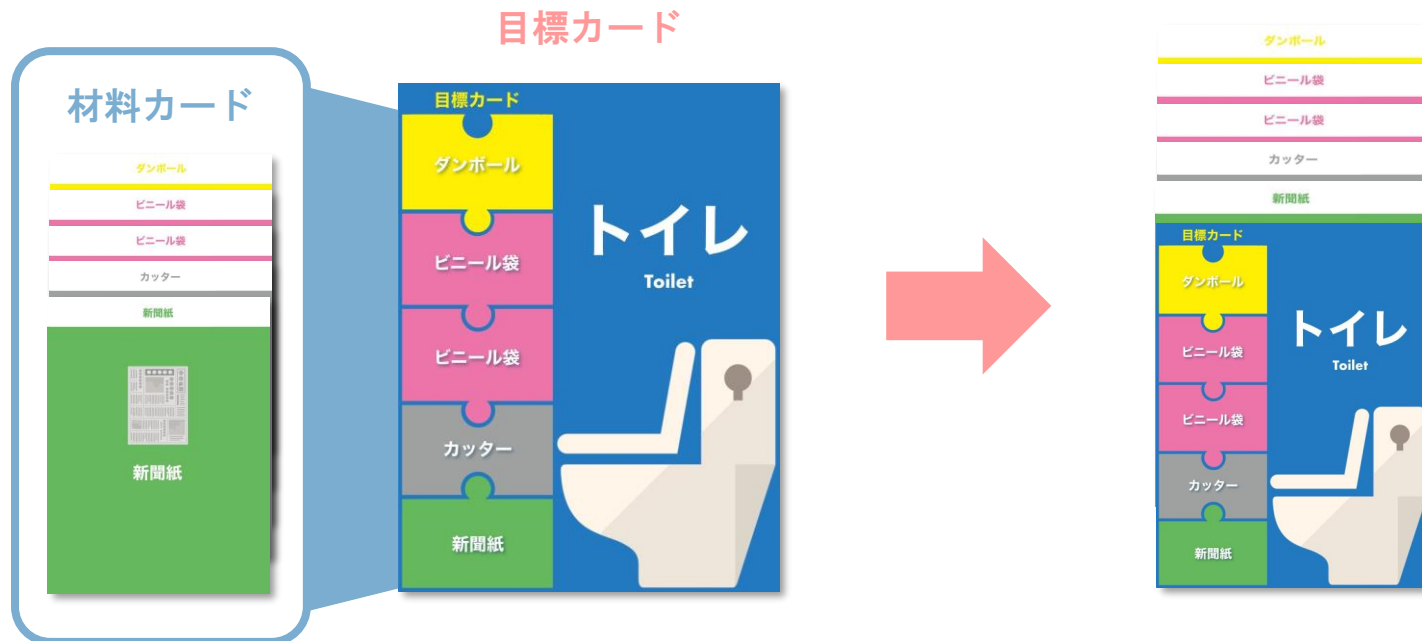 目標カード
材料カード
ダンボール
ビニール袋
ビニール袋
カッター
新聞紙
新聞紙
目標カード
ダンボール
ビニール袋
ビニール袋
カッター
新聞紙
トイレ
Toilet
ダンボール
ビニール袋
ビニール袋
カッター
新聞紙
目標カード
ダンボール
ビニール袋
ビニール袋
カッター
新聞紙
トイレ
Toilet